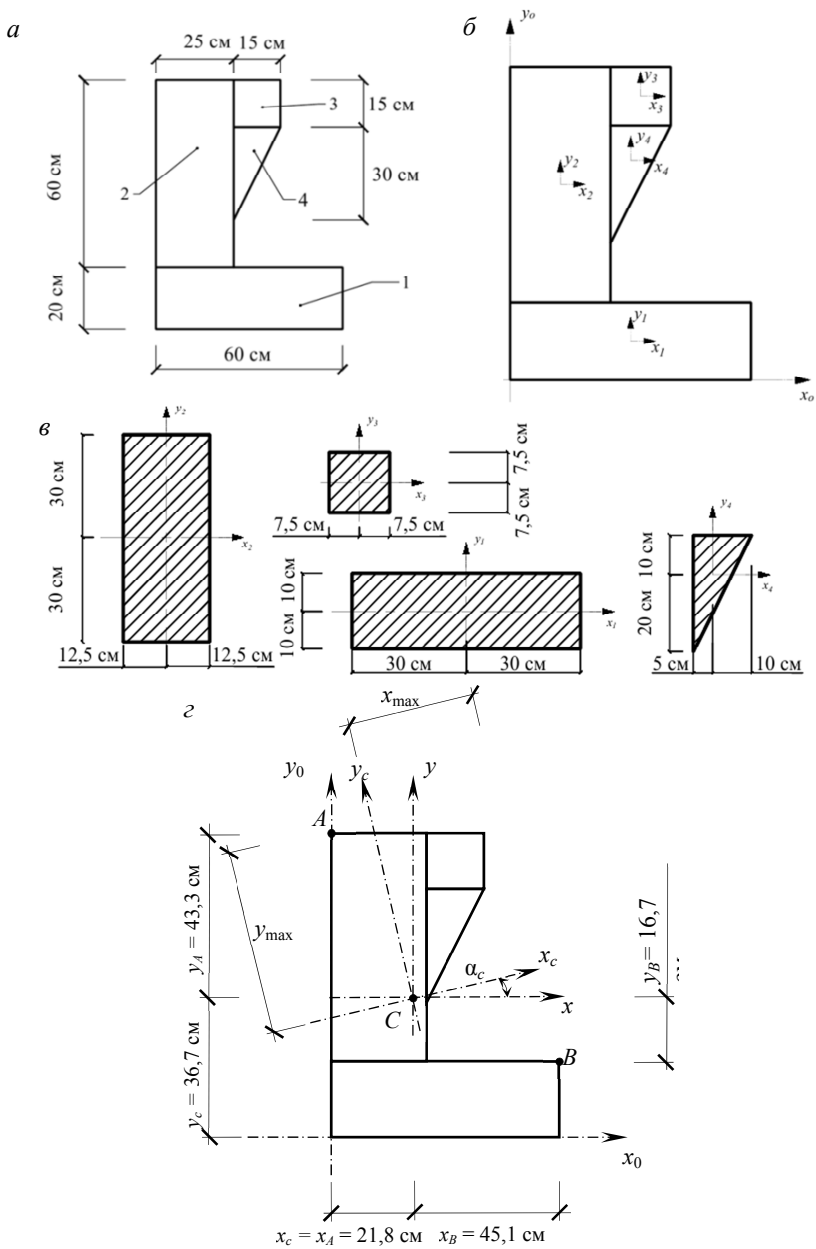 а
25 см 15 см
60 см
20 см
15 см
30 см
60 см
1
2
3
4
б
yo
y3
x3
y4
x4
y2
x2
y1
x1
xo
в
y2
x2
30 см
30 см
12,5 см
12,5 см
y3
x3
7,5 см
7,5 см
7,5 см
7,5 см
y1
x1
10 см
10 см
30 см
30 см
y4
x4
10 см
20 см
5 см
10 см
г
xmax
y0
yc
y
A
yA = 43,3 см
ymax
αc
xc
x
C
yB = 16,7
B
yc = 36,7 см
x0
xc = xA = 21,8 см xB = 45,1 см